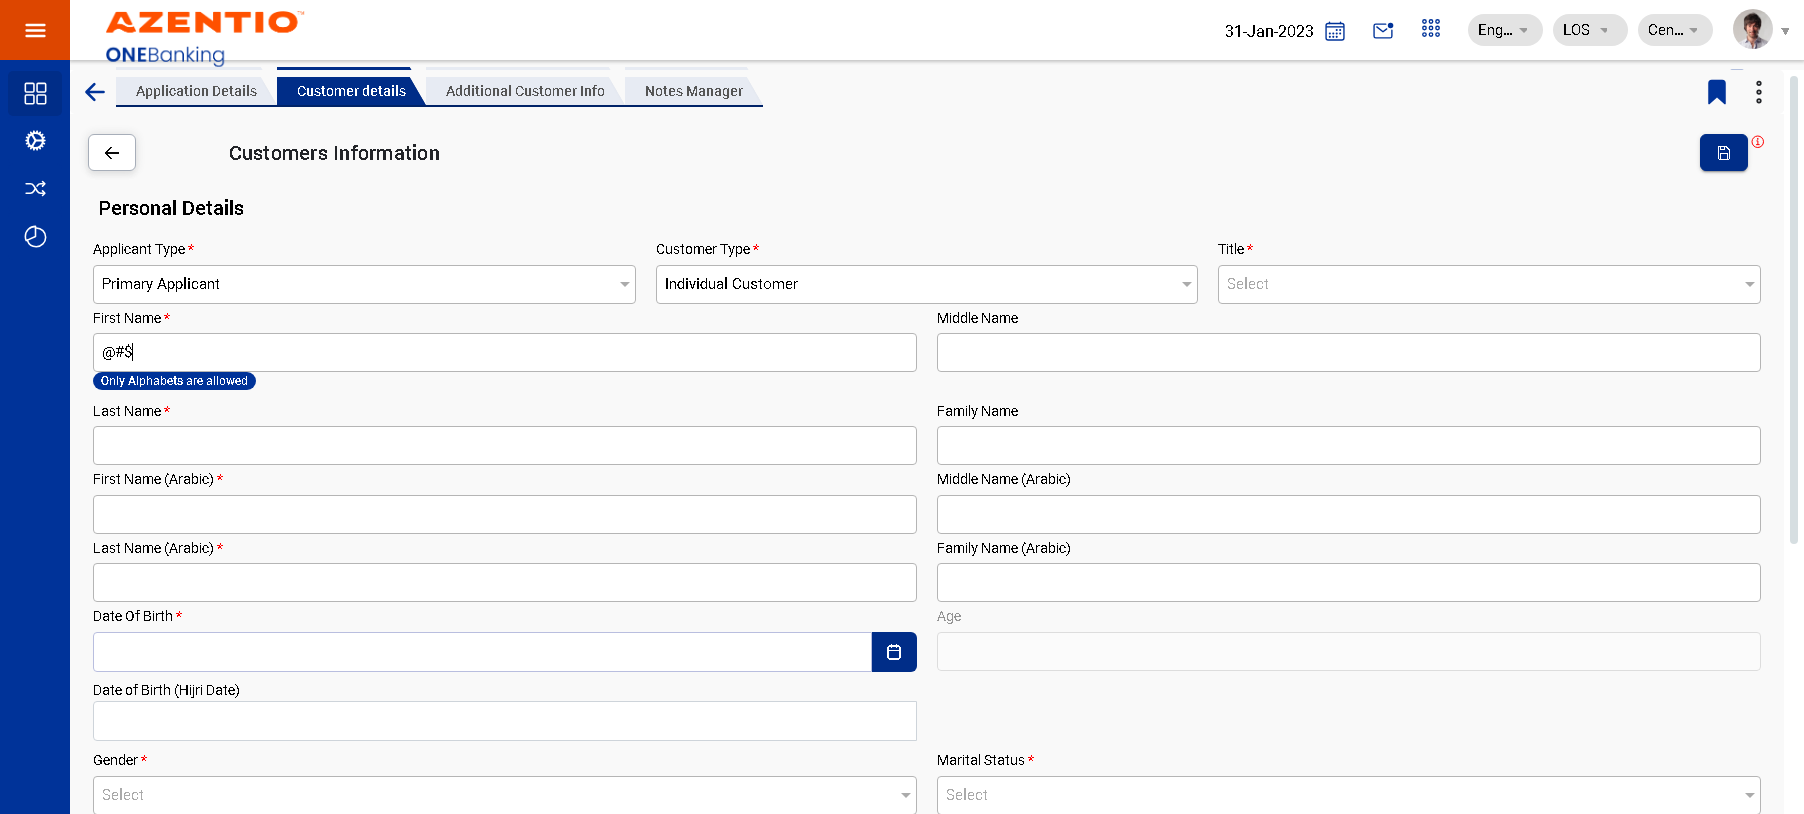 AZENTIO™
ONEBanking
31-Jan-2023
Eng...
LOS
Cen...
Application Details
Customer details
Additional Customer Info
Notes Manager
Customers Information
Personal Details
Applicant Type *
Customer Type *
Title *
Primary Applicant
Individual Customer
Select
First Name *
Middle Name
@#$
Only Alphabets are allowed
Last Name *
Family Name
First Name (Arabic) *
Middle Name (Arabic)
Last Name (Arabic) *
Family Name (Arabic)
Date Of Birth *
Age
Date of Birth (Hijri Date)
Gender *
Marital Status *
Select
Select